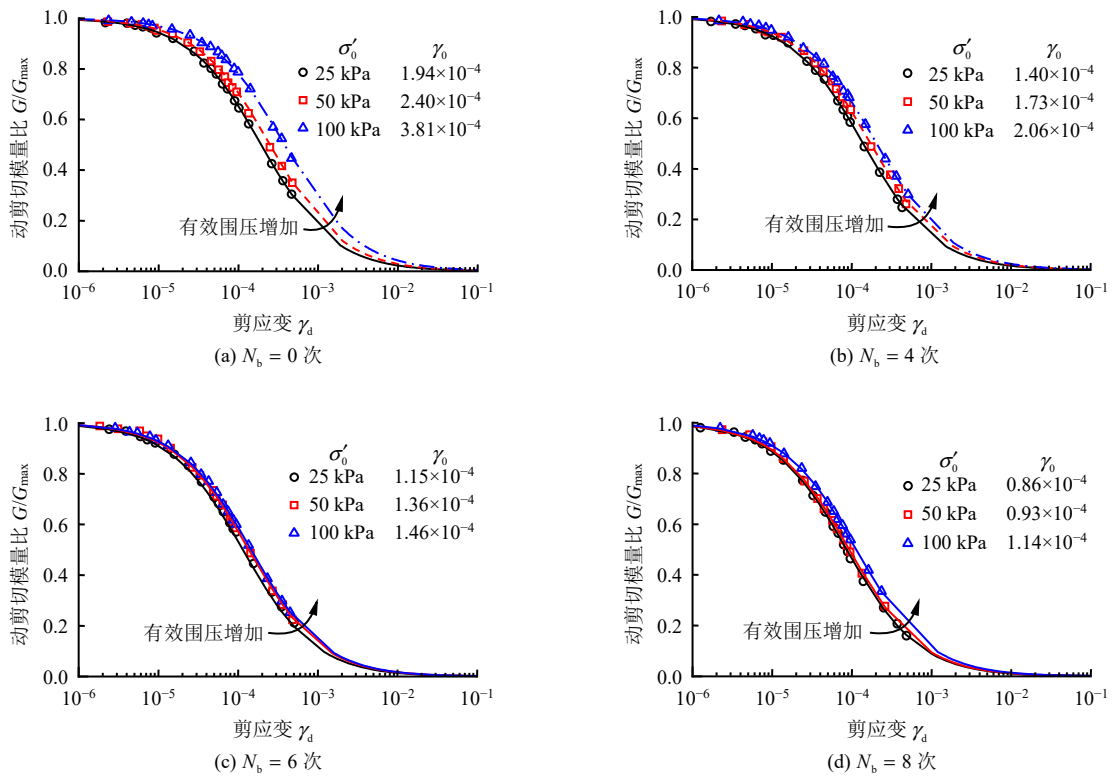 动剪切模量比 G/Gmax
1.0
0.8
0.6
0.4
0.2
0.0
σ′0 γ0
25 kPa 1.94×10−4
50 kPa 2.40×10−4
100 kPa 3.81×10−4
有效围压增加
10−6 10−5 10−4 10−3 10−2 10−1
剪应变 γd
(a) Nb = 0 次
动剪切模量比 G/Gmax
1.0
0.8
0.6
0.4
0.2
0.0
σ′0 γ0
25 kPa 1.40×10−4
50 kPa 1.73×10−4
100 kPa 2.06×10−4
有效围压增加
10−6 10−5 10−4 10−3 10−2 10−1
剪应变 γd
(b) Nb = 4 次
动剪切模量比 G/Gmax
1.0
0.8
0.6
0.4
0.2
0.0
σ′0 γ0
25 kPa 1.15×10−4
50 kPa 1.36×10−4
100 kPa 1.46×10−4
有效围压增加
10−6 10−5 10−4 10−3 10−2 10−1
剪应变 γd
(c) Nb = 6 次
动剪切模量比 G/Gmax
1.0
0.8
0.6
0.4
0.2
0.0
σ′0 γ0
25 kPa 0.86×10−4
50 kPa 0.93×10−4
100 kPa 1.14×10−4
有效围压增加
10−6 10−5 10−4 10−3 10−2 10−1
剪应变 γd
(d) Nb = 8 次